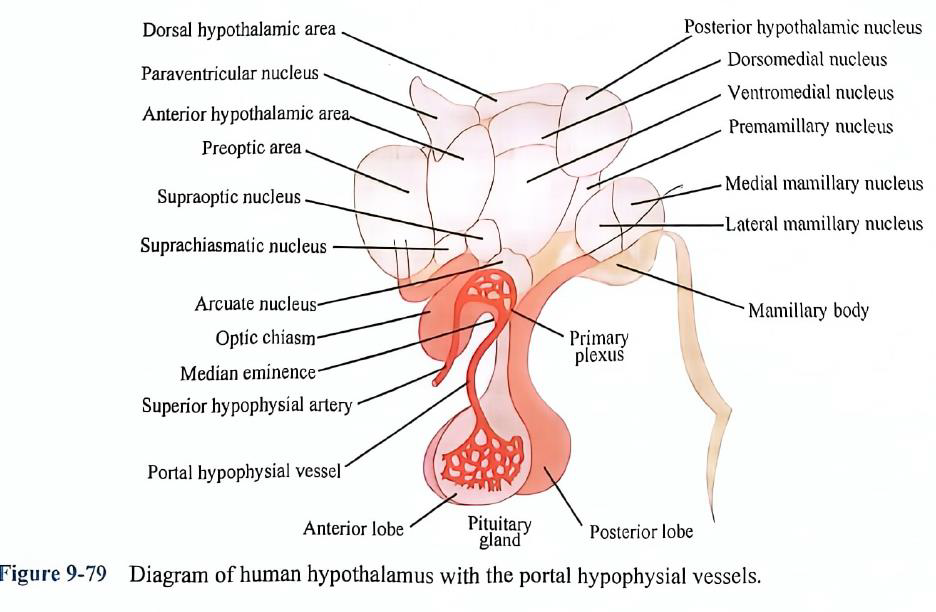 Dorsal hypothalamic area
Paraventricular nucleus
Anterior hypothalamic area
Preoptic area
Supraoptic nucleus
Suprachiasmatic nucleus
Arcuate nucleus
Optic chiasm
Median eminence
Superior hypophysial artery
Portal hypophysial vessel
Anterior lobe
Pituitary
gland
Posterior lobe
Primary
plexus
Posterior hypothalamic nucleus
Dorsomedial nucleus
Ventromedial nucleus
Premamillary nucleus
Medial mamillary nucleus
Lateral mamillary nucleus
Mamillary body
Figure 9-79 Diagram of human hypothalamus with the portal hypophysial vessels.